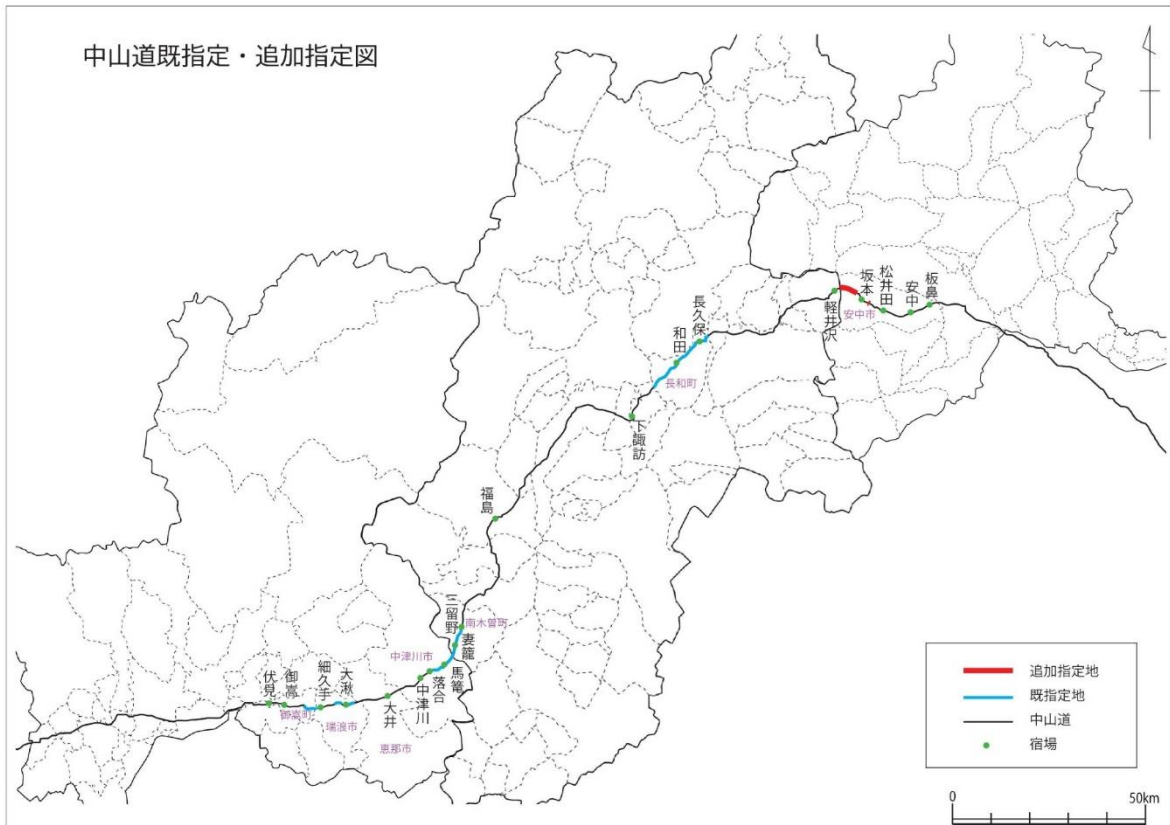 中山道既指定・追加指定図
板鼻
安中
松井田
坂本
安中市
軽井沢
長久保
和田
長和町
下諏訪
福島
三留野
南木曽町
妻籠
馬篭
落合
中津川市
中津川
大井
恵那市
大湫
細久手
瑞浪市
御嵩
御嵩町
伏見
追加指定地
既指定地
中山道
宿場
0
50km